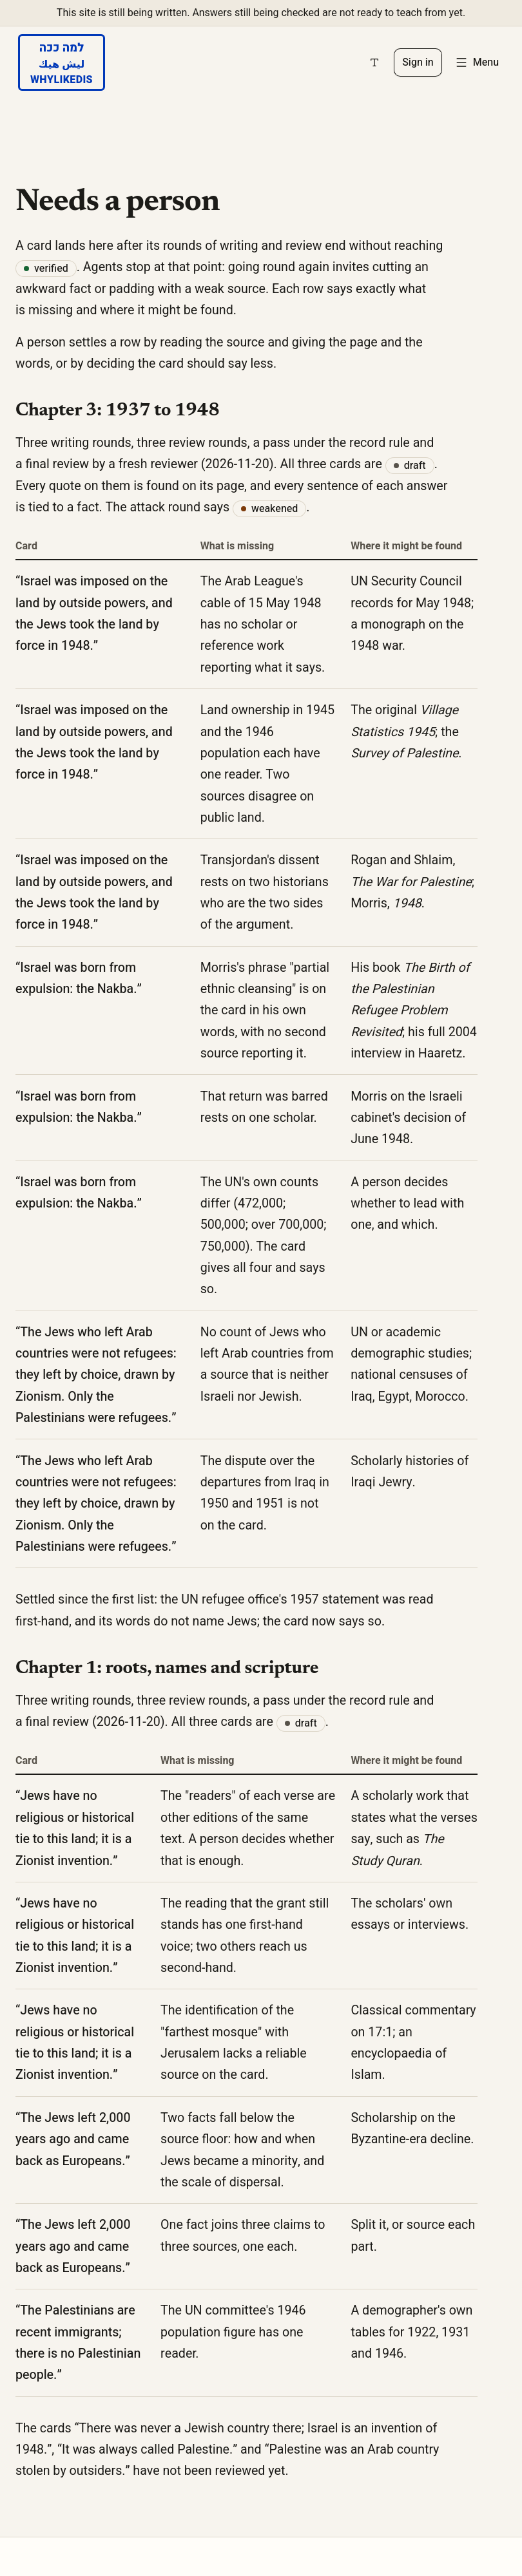 This site is still being written. Answers still being checked are not ready to teach from yet.
למה ככה
ليش هيك
WHYLIKEDIS
T
Sign in
Menu
Needs a person
A card lands here after its rounds of writing and review end without reaching
verified. Agents stop at that point: going round again invites cutting an
awkward fact or padding with a weak source. Each row says exactly what
is missing and where it might be found.
A person settles a row by reading the source and giving the page and the
words, or by deciding the card should say less.
Chapter 3: 1937 to 1948
Three writing rounds, three review rounds, a pass under the record rule and
a final review by a fresh reviewer (2026-11-20). All three cards are draft.
Every quote on them is found on its page, and every sentence of each answer
is tied to a fact. The attack round says weakened.
Card
What is missing
Where it might be found
“Israel was imposed on the
land by outside powers, and
the Jews took the land by
force in 1948.”
The Arab League's
cable of 15 May 1948
has no scholar or
reference work
reporting what it says.
UN Security Council
records for May 1948;
a monograph on the
1948 war.
“Israel was imposed on the
land by outside powers, and
the Jews took the land by
force in 1948.”
Land ownership in 1945
and the 1946
population each have
one reader. Two
sources disagree on
public land.
The original Village
Statistics 1945; the
Survey of Palestine.
“Israel was imposed on the
land by outside powers, and
the Jews took the land by
force in 1948.”
Transjordan's dissent
rests on two historians
who are the two sides
of the argument.
Rogan and Shlaim,
The War for Palestine;
Morris, 1948.
“Israel was born from
expulsion: the Nakba.”
Morris's phrase "partial
ethnic cleansing" is on
the card in his own
words, with no second
source reporting it.
His book The Birth of
the Palestinian
Refugee Problem
Revisited; his full 2004
interview in Haaretz.
“Israel was born from
expulsion: the Nakba.”
That return was barred
rests on one scholar.
Morris on the Israeli
cabinet's decision of
June 1948.
“Israel was born from
expulsion: the Nakba.”
The UN's own counts
differ (472,000;
500,000; over 700,000;
750,000). The card
gives all four and says
so.
A person decides
whether to lead with
one, and which.
“The Jews who left Arab
countries were not refugees:
they left by choice, drawn by
Zionism. Only the
Palestinians were refugees.”
No count of Jews who
left Arab countries from
a source that is neither
Israeli nor Jewish.
UN or academic
demographic studies;
national censuses of
Iraq, Egypt, Morocco.
“The Jews who left Arab
countries were not refugees:
they left by choice, drawn by
Zionism. Only the
Palestinians were refugees.”
The dispute over the
departures from Iraq in
1950 and 1951 is not
on the card.
Scholarly histories of
Iraqi Jewry.
Settled since the first list: the UN refugee office's 1957 statement was read
first-hand, and its words do not name Jews; the card now says so.
Chapter 1: roots, names and scripture
Three writing rounds, three review rounds, a pass under the record rule and
a final review (2026-11-20). All three cards are draft.
Card
What is missing
Where it might be found
“Jews have no
religious or historical
tie to this land; it is a
Zionist invention.”
The "readers" of each verse are
other editions of the same
text. A person decides whether
that is enough.
A scholarly work that
states what the verses
say, such as The
Study Quran.
“Jews have no
religious or historical
tie to this land; it is a
Zionist invention.”
The reading that the grant still
stands has one first-hand
voice; two others reach us
second-hand.
The scholars' own
essays or interviews.
“Jews have no
religious or historical
tie to this land; it is a
Zionist invention.”
The identification of the
"farthest mosque" with
Jerusalem lacks a reliable
source on the card.
Classical commentary
on 17:1; an
encyclopaedia of
Islam.
“The Jews left 2,000
years ago and came
back as Europeans.”
Two facts fall below the
source floor: how and when
Jews became a minority, and
the scale of dispersal.
Scholarship on the
Byzantine-era decline.
“The Jews left 2,000
years ago and came
back as Europeans.”
One fact joins three claims to
three sources, one each.
Split it, or source each
part.
“The Palestinians are
recent immigrants;
there is no Palestinian
people.”
The UN committee's 1946
population figure has one
reader.
A demographer's own
tables for 1922, 1931
and 1946.
The cards “There was never a Jewish country there; Israel is an invention of
1948.”, “It was always called Palestine.” and “Palestine was an Arab country
stolen by outsiders.” have not been reviewed yet.